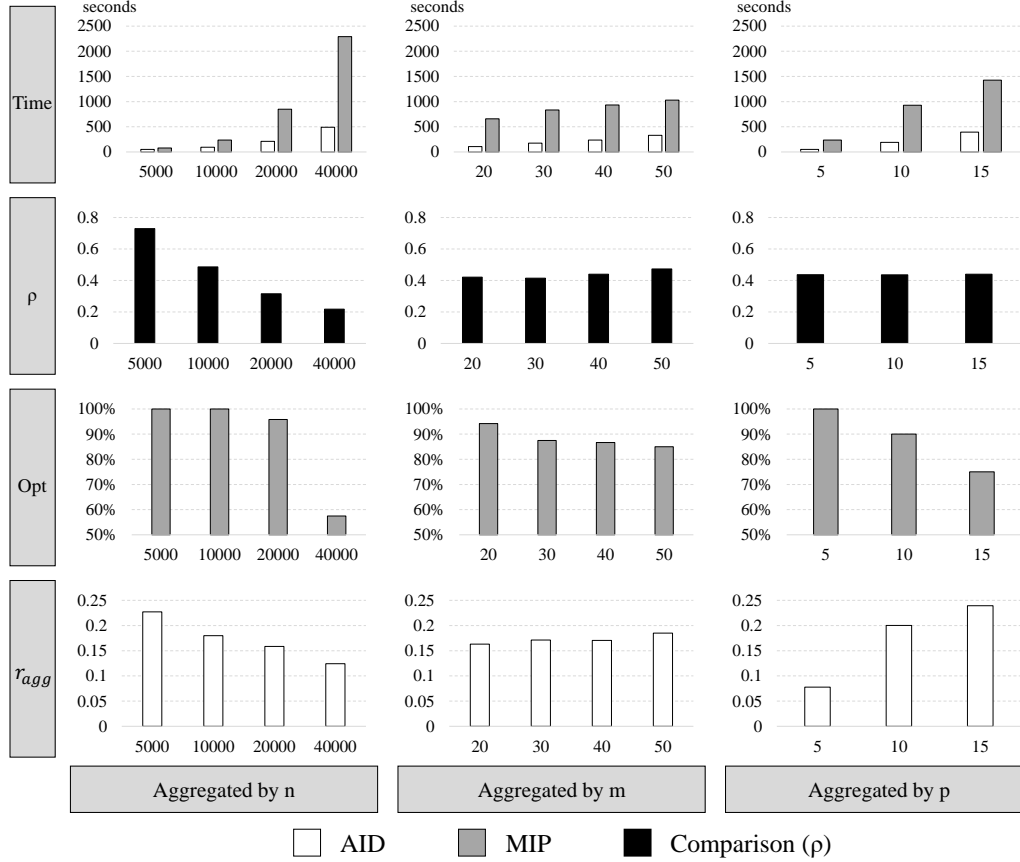 seconds seconds seconds
Time
2500 2500 2500
2000 2000 2000
1500 1500 1500
1000 1000 1000
500 500 500
0 0 0
5000 10000 20000 40000 20 30 40 50 5 10 15
ρ
0.8 0.8 0.8
0.6 0.6 0.6
0.4 0.4 0.4
0.2 0.2 0.2
0 0 0
5000 10000 20000 40000 20 30 40 50 5 10 15
Opt
100% 100% 100%
90% 90% 90%
80% 80% 80%
70% 70% 70%
60% 60% 60%
50% 50% 50%
5000 10000 20000 40000 20 30 40 50 5 10 15
r_agg
0.25 0.25 0.25
0.2 0.2 0.2
0.15 0.15 0.15
0.1 0.1 0.1
0.05 0.05 0.05
0 0 0
5000 10000 20000 40000 20 30 40 50 5 10 15
Aggregated by n Aggregated by m Aggregated by p
AID MIP Comparison (ρ)